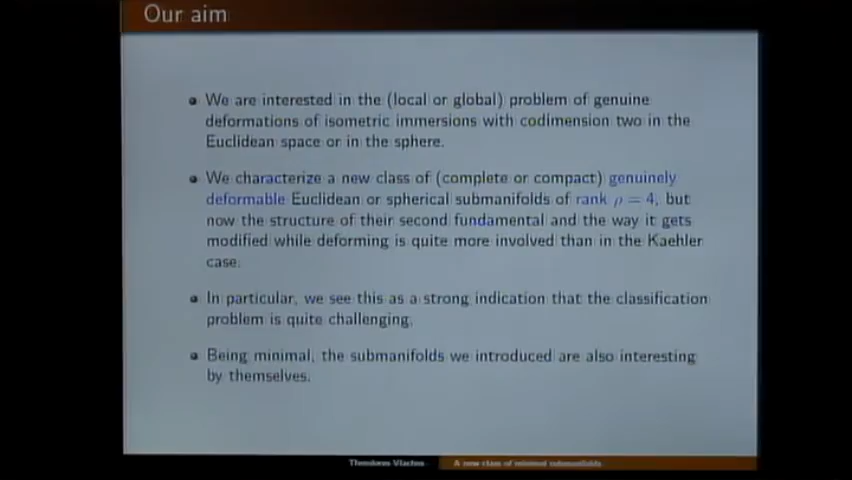 Our aim
We are interested in the (local or global) problem of genuine
deformations of isometric immersions with codimension two in the
Euclidean space or in the sphere.
We characterize a new class of (complete or compact) genuinely
deformable Euclidean or spherical submanifolds of rank ρ = 4, but
now the structure of their second fundamental and the way it gets
modified while deforming is quite more involved than in the Kaehler
case.
In particular, we see this as a strong indication that the classification
problem is quite challenging.
Being minimal, the submanifolds we introduced are also interesting
by themselves.
Theodoros Vlachos
A new class of minimal submanifolds